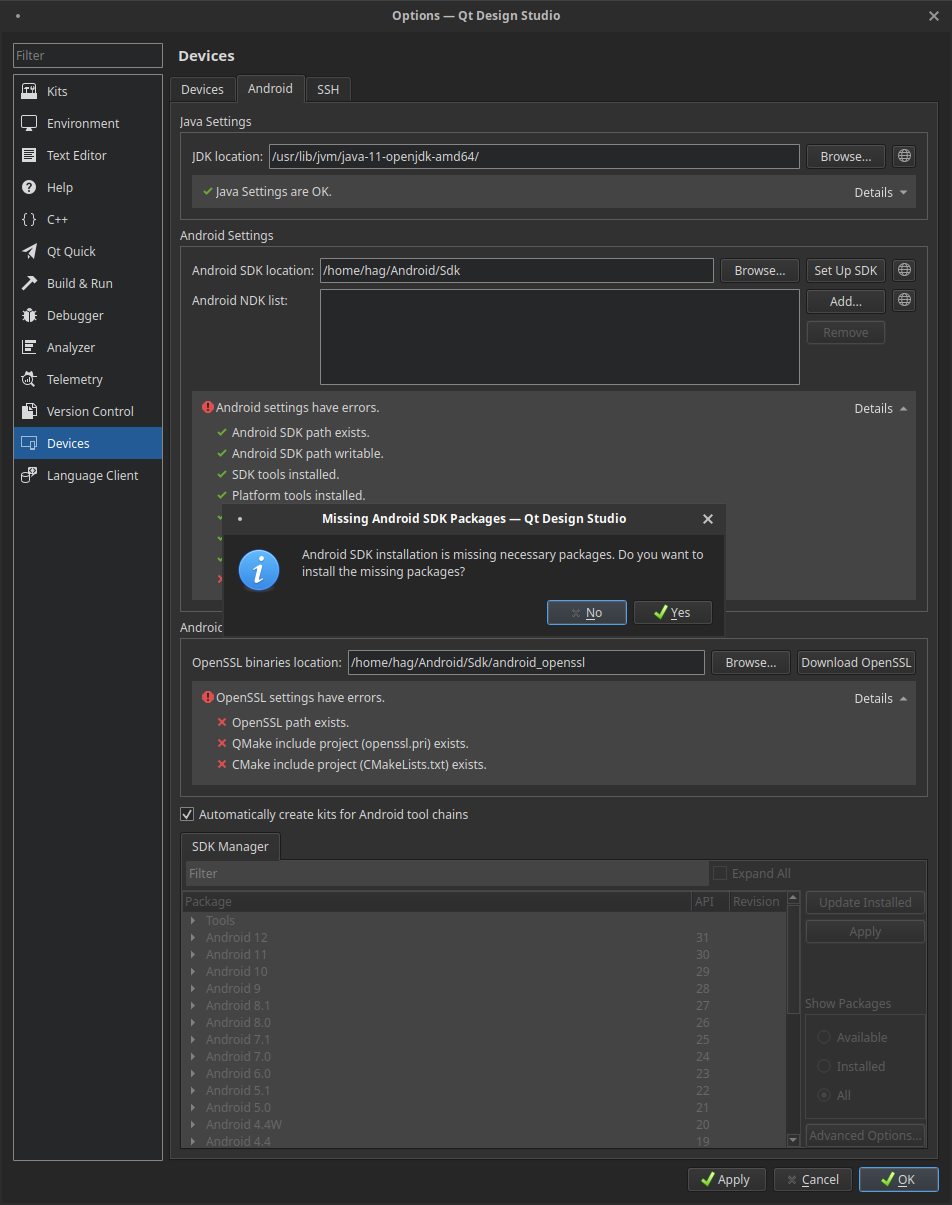 Options — Qt Design Studio
Filter
Kits
Environment
Text Editor
Help
C++
Qt Quick
Build & Run
Debugger
Analyzer
Telemetry
Version Control
Devices
Language Client
Devices
Devices Android SSH
Java Settings
JDK location: /usr/lib/jvm/java-11-openjdk-amd64/ Browse...
Java Settings are OK. Details
Android Settings
Android SDK location: /home/hag/Android/Sdk Browse... Set Up SDK
Android NDK list: Add...
Remove
Android settings have errors. Details
Android SDK path exists.
Android SDK path writable.
SDK tools installed.
Platform tools installed.
Missing Android SDK Packages — Qt Design Studio
Android SDK installation is missing necessary packages. Do you want to
install the missing packages?
No Yes
Android
OpenSSL binaries location: /home/hag/Android/Sdk/android_openssl Browse... Download OpenSSL
OpenSSL settings have errors. Details
OpenSSL path exists.
QMake include project (openssl.pri) exists.
CMake include project (CMakeLists.txt) exists.
Automatically create kits for Android tool chains
SDK Manager
Filter Expand All
Package API Revision Update Installed
Tools
Apply
Android 12 31
Android 11 30
Android 10 29
Android 9 28
Show Packages
Android 8.1 27
Android 8.0 26
Available
Android 7.1 25
Android 7.0 24
Installed
Android 6.0 23
Android 5.1 22
All
Android 5.0 21
Android 4.4W 20
Android 4.4 19
Advanced Options...
Apply Cancel OK